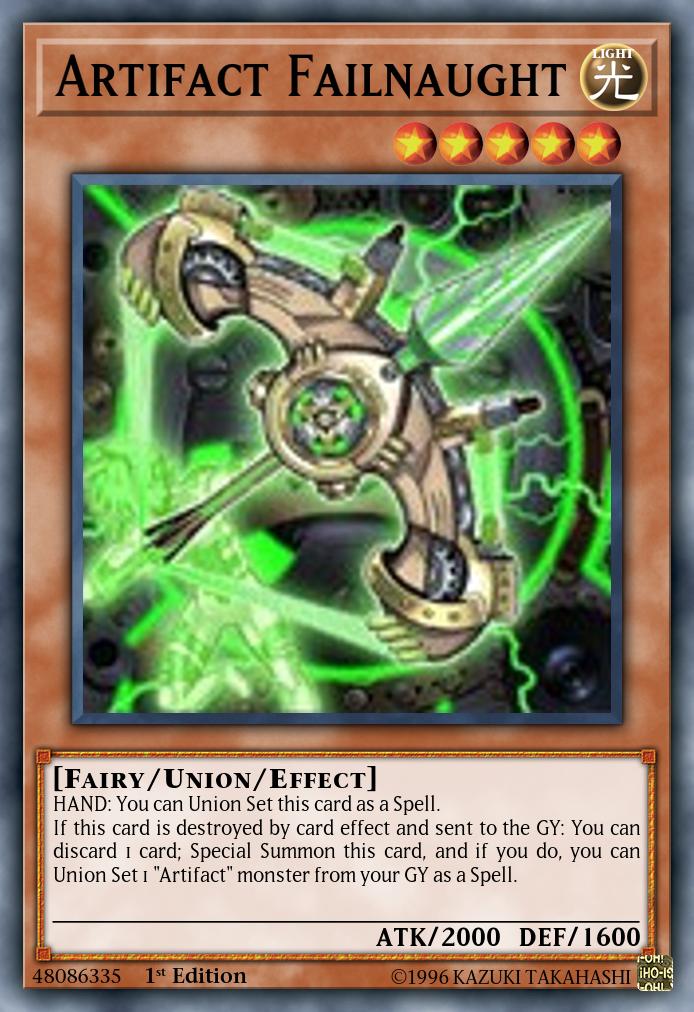 ARTIFACT FAILNAUGHT
LIGHT
光
[FAIRY/UNION/EFFECT]
HAND: You can Union Set this card as a Spell.
If this card is destroyed by card effect and sent to the GY: You can
discard 1 card; Special Summon this card, and if you do, you can
Union Set 1 "Artifact" monster from your GY as a Spell.
ATK/2000 DEF/1600
48086335 1st Edition ©1996 KAZUKI TAKAHASHI